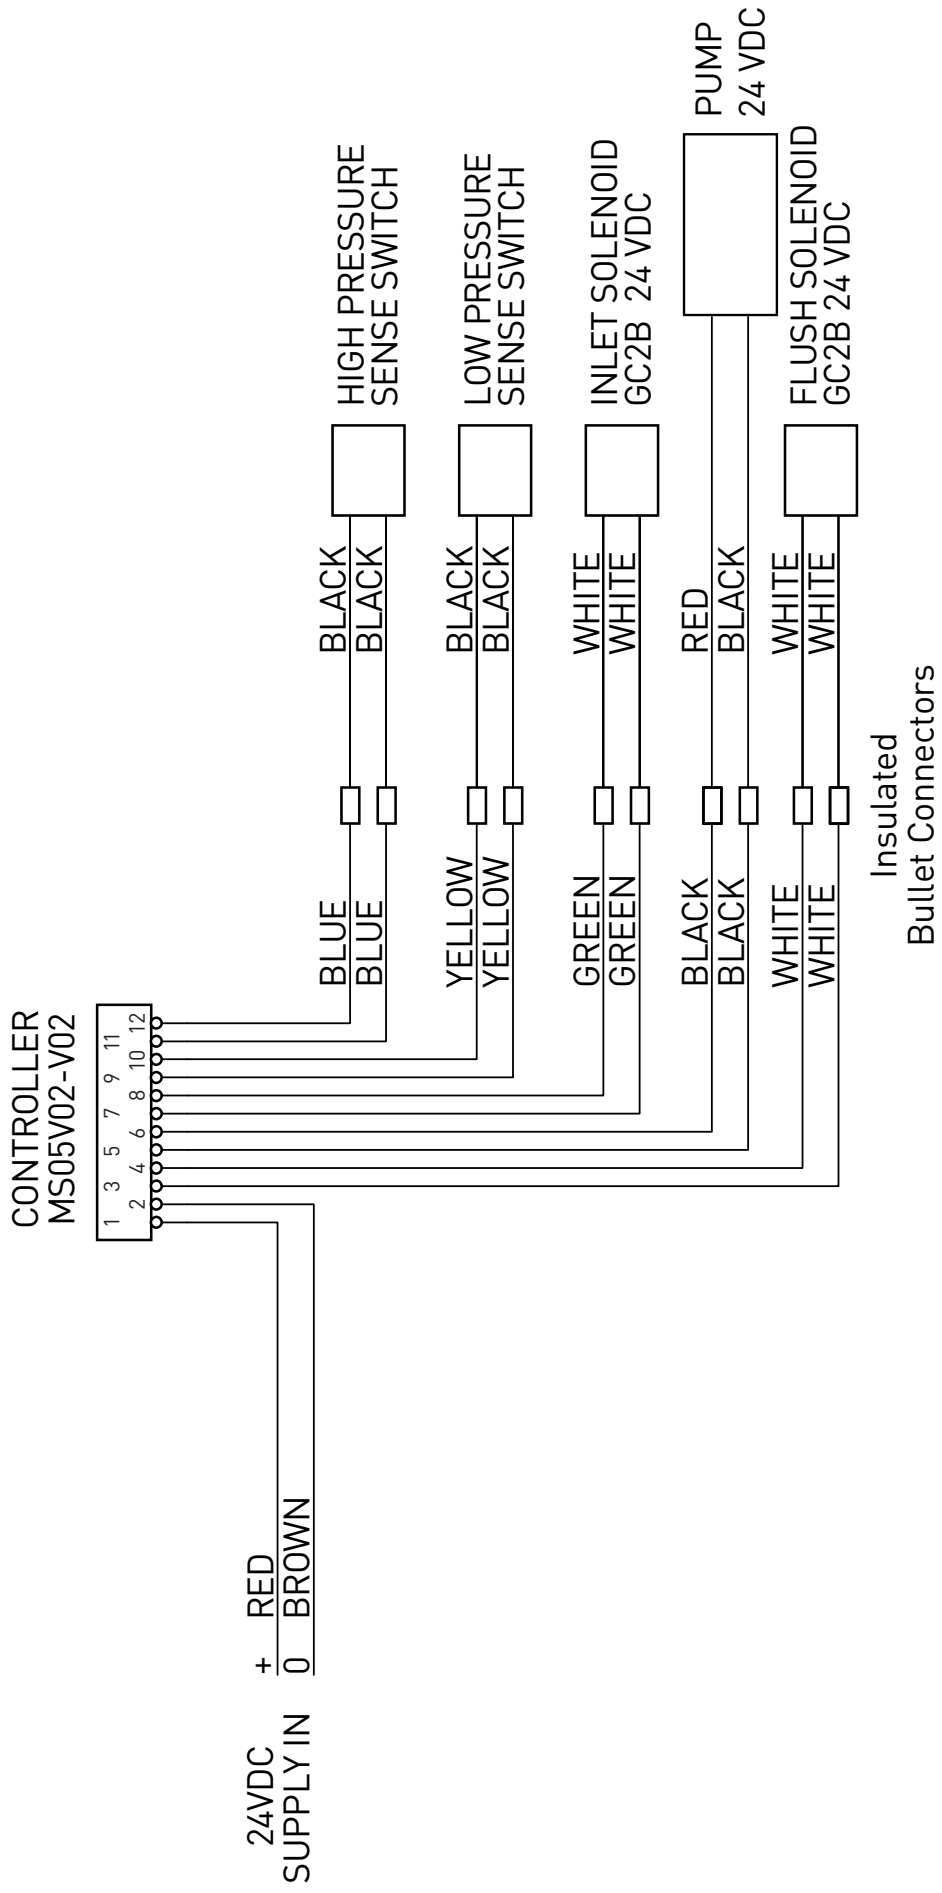 CONTROLLER
MS05V02-V02
1 2 3 4 5 6 7 8 9 10 11 12
24VDC
SUPPLY IN
+ RED
0 BROWN
BLUE
BLUE
BLACK
BLACK
HIGH PRESSURE
SENSE SWITCH
YELLOW
YELLOW
BLACK
BLACK
LOW PRESSURE
SENSE SWITCH
GREEN
GREEN
WHITE
WHITE
INLET SOLENOID
GC2B 24 VDC
BLACK
BLACK
RED
BLACK
PUMP
24 VDC
WHITE
WHITE
WHITE
WHITE
FLUSH SOLENOID
GC2B 24 VDC
Insulated
Bullet Connectors